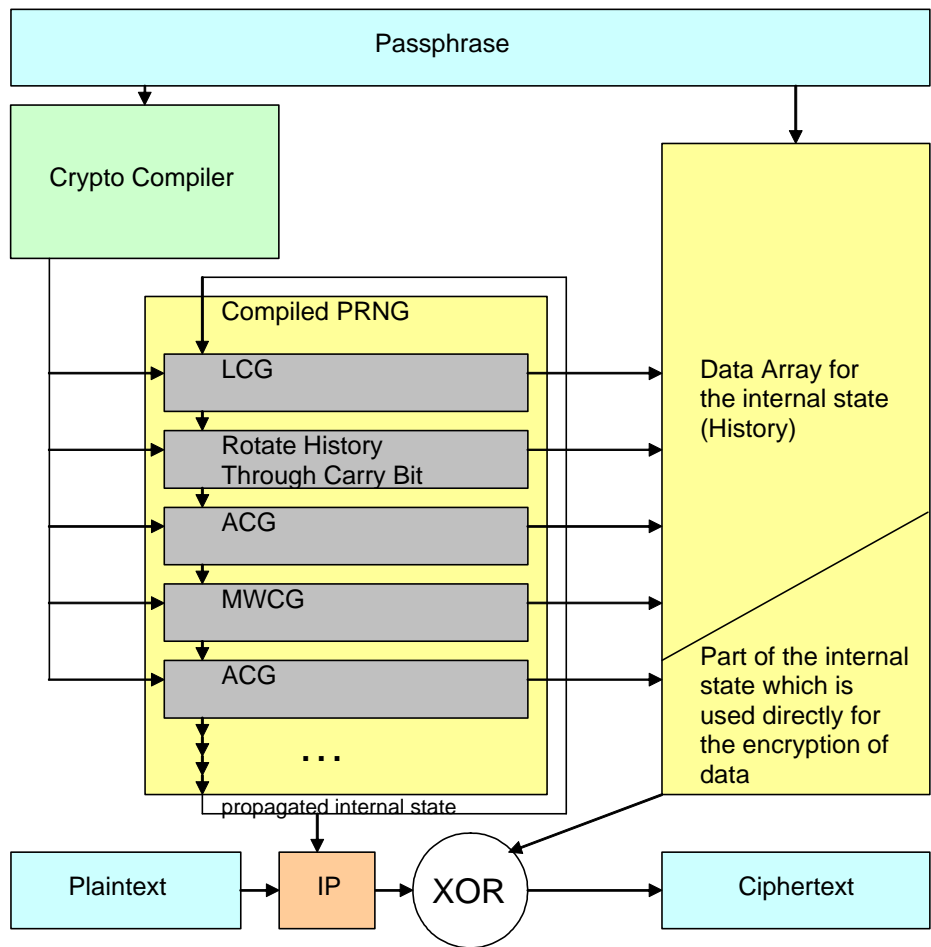 Passphrase
Crypto Compiler
Compiled PRNG
LCG
Rotate History
Through Carry Bit
ACG
MWCG
ACG
...
propagated internal state
Data Array for
the internal state
(History)
Part of the internal
state which is
used directly for
the encryption of
data
Plaintext
IP
XOR
Ciphertext